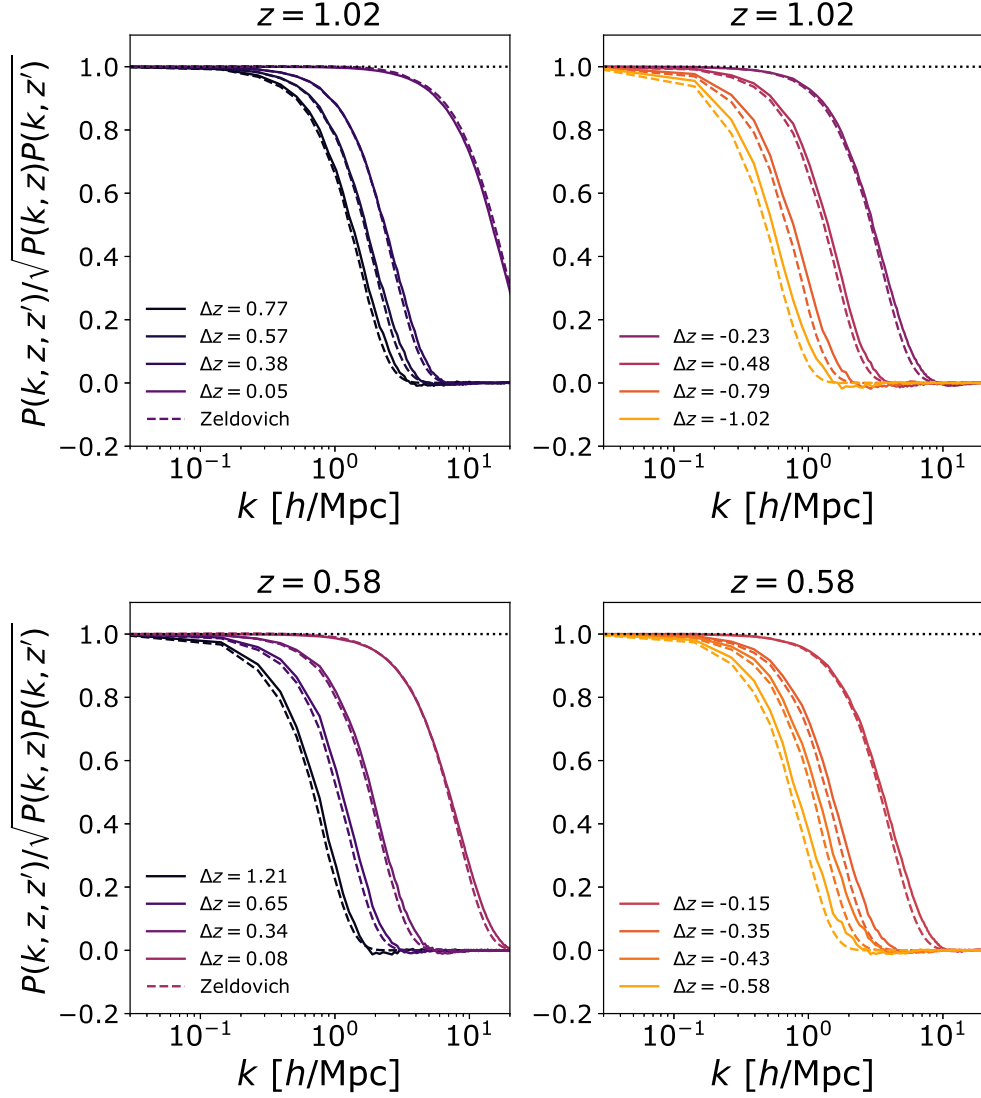 z = 1.02
P(k, z, z′)/√P(k, z)P(k, z′)
1.0
0.8
0.6
0.4
0.2
0.0
−0.2
Δz = 0.77
Δz = 0.57
Δz = 0.38
Δz = 0.05
Zeldovich
10⁻¹ 10⁰ 10¹
k [h/Mpc]
z = 1.02
1.0
0.8
0.6
0.4
0.2
0.0
−0.2
Δz = -0.23
Δz = -0.48
Δz = -0.79
Δz = -1.02
10⁻¹ 10⁰ 10¹
k [h/Mpc]
z = 0.58
P(k, z, z′)/√P(k, z)P(k, z′)
1.0
0.8
0.6
0.4
0.2
0.0
−0.2
Δz = 1.21
Δz = 0.65
Δz = 0.34
Δz = 0.08
Zeldovich
10⁻¹ 10⁰ 10¹
k [h/Mpc]
z = 0.58
1.0
0.8
0.6
0.4
0.2
0.0
−0.2
Δz = -0.15
Δz = -0.35
Δz = -0.43
Δz = -0.58
10⁻¹ 10⁰ 10¹
k [h/Mpc]